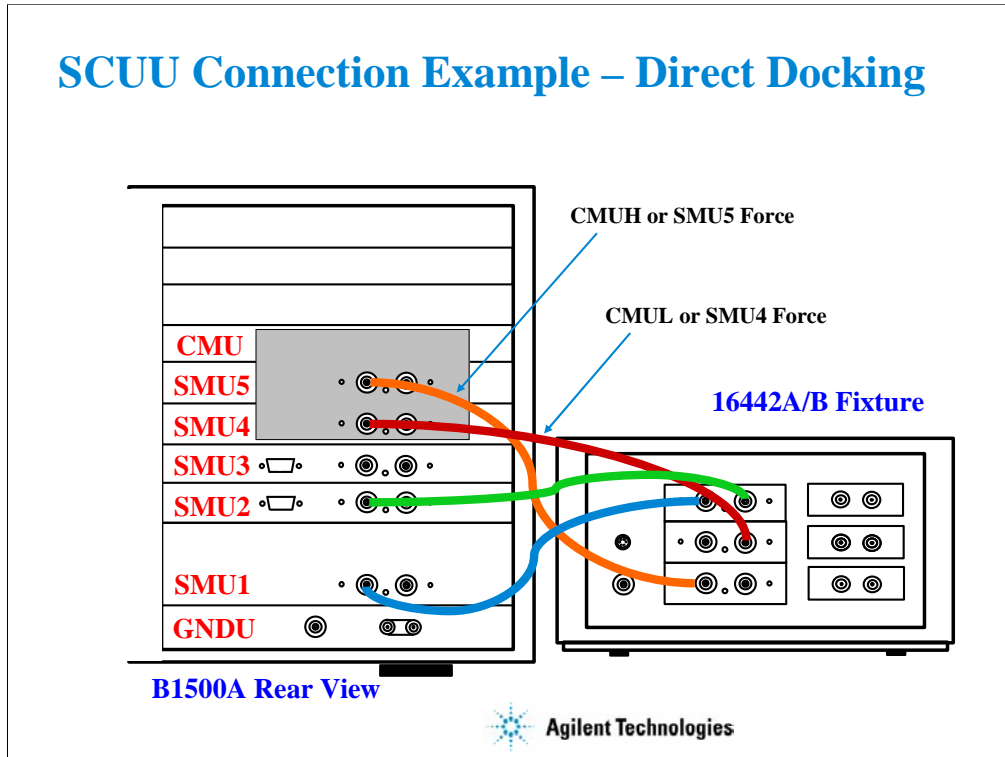 SCUU Connection Example – Direct Docking
CMUH or SMU5 Force
CMUL or SMU4 Force
CMU
SMU5
SMU4
SMU3
SMU2
SMU1
GNDU
16442A/B Fixture
B1500A Rear View
Agilent Technologies